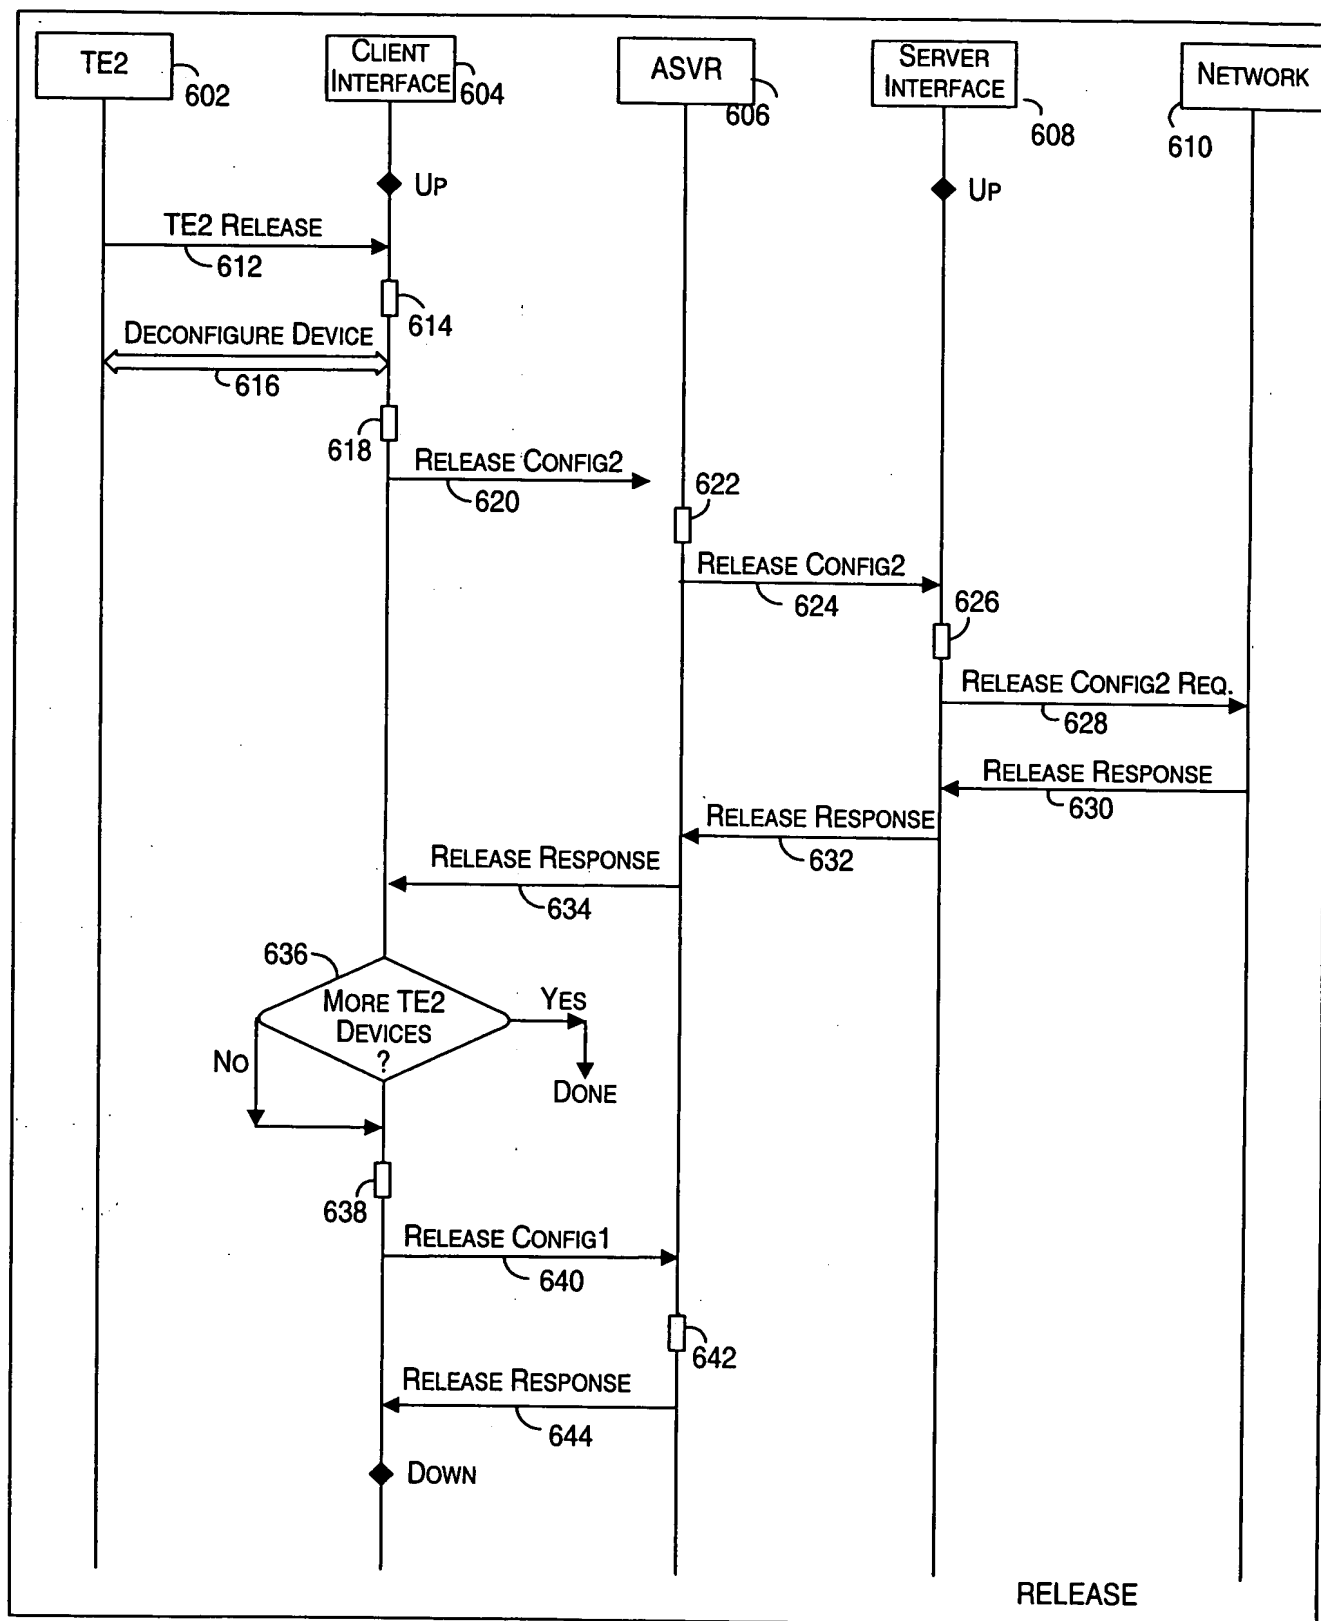 TE2
602
CLIENT
INTERFACE
604
ASVR
606
SERVER
INTERFACE
608
NETWORK
610
UP
UP
TE2 RELEASE
612
614
DECONFIGURE DEVICE
616
618
RELEASE CONFIG2
620
622
RELEASE CONFIG2
624
626
RELEASE CONFIG2 REQ.
628
RELEASE RESPONSE
630
RELEASE RESPONSE
632
RELEASE RESPONSE
634
636
MORE TE2
DEVICES
?
YES
NO
DONE
638
RELEASE CONFIG1
640
642
RELEASE RESPONSE
644
DOWN
RELEASE